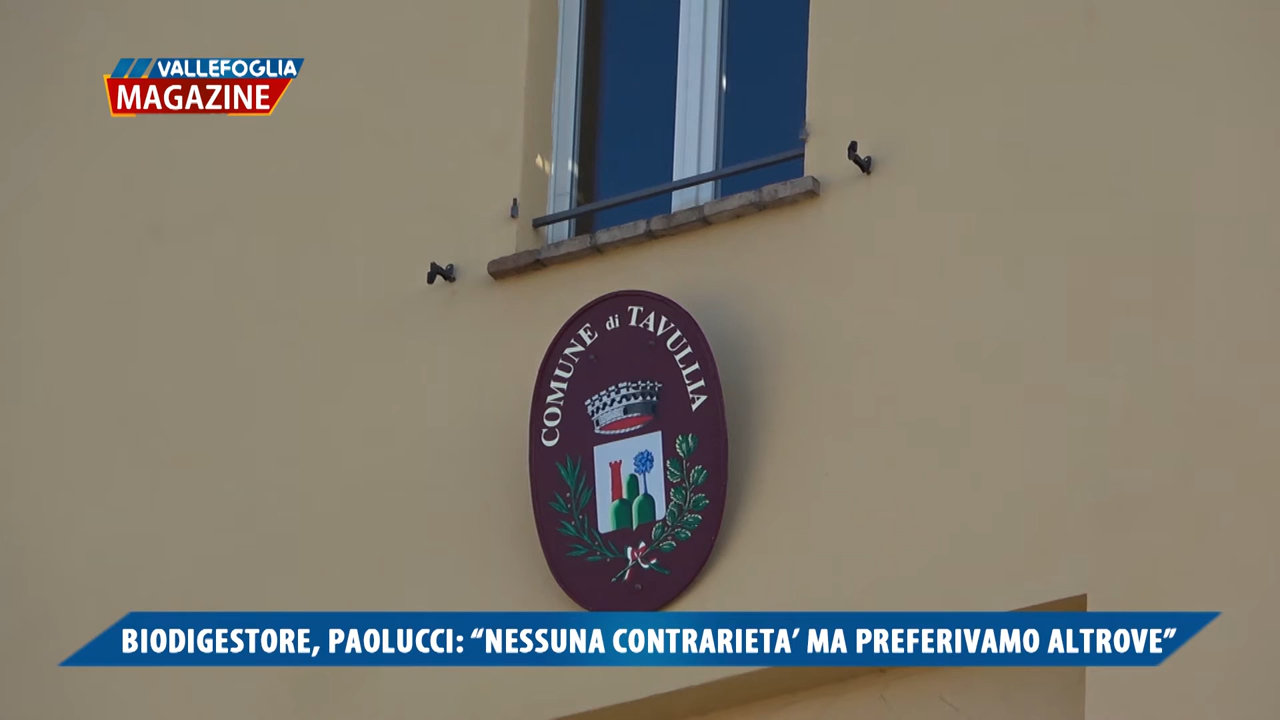 VALLEFOGLIA
MAGAZINE
COMUNE di TAVULLIA
BIODIGESTORE, PAOLUCCI: “NESSUNA CONTRARIETA’ MA PREFERIVAMO ALTROVE”